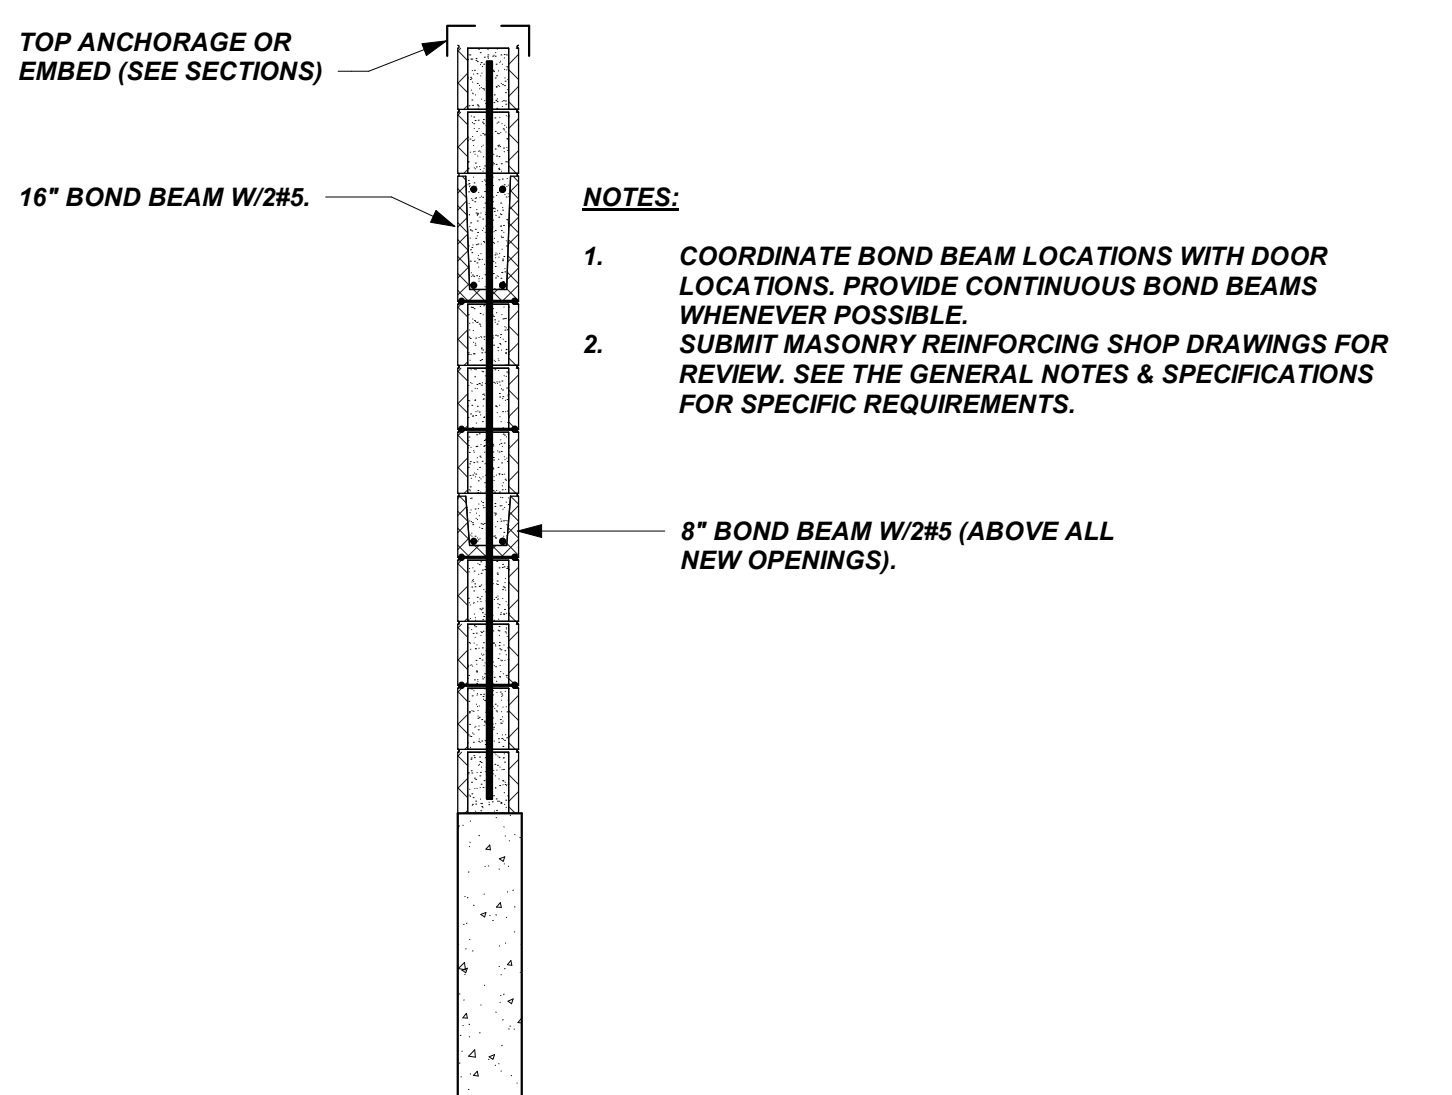 TOP ANCHORAGE OR
EMBED (SEE SECTIONS)
16" BOND BEAM W/2#5.
NOTES:
1. COORDINATE BOND BEAM LOCATIONS WITH DOOR
LOCATIONS. PROVIDE CONTINUOUS BOND BEAMS
WHENEVER POSSIBLE.
2. SUBMIT MASONRY REINFORCING SHOP DRAWINGS FOR
REVIEW. SEE THE GENERAL NOTES & SPECIFICATIONS
FOR SPECIFIC REQUIREMENTS.
8" BOND BEAM W/2#5 (ABOVE ALL
NEW OPENINGS).